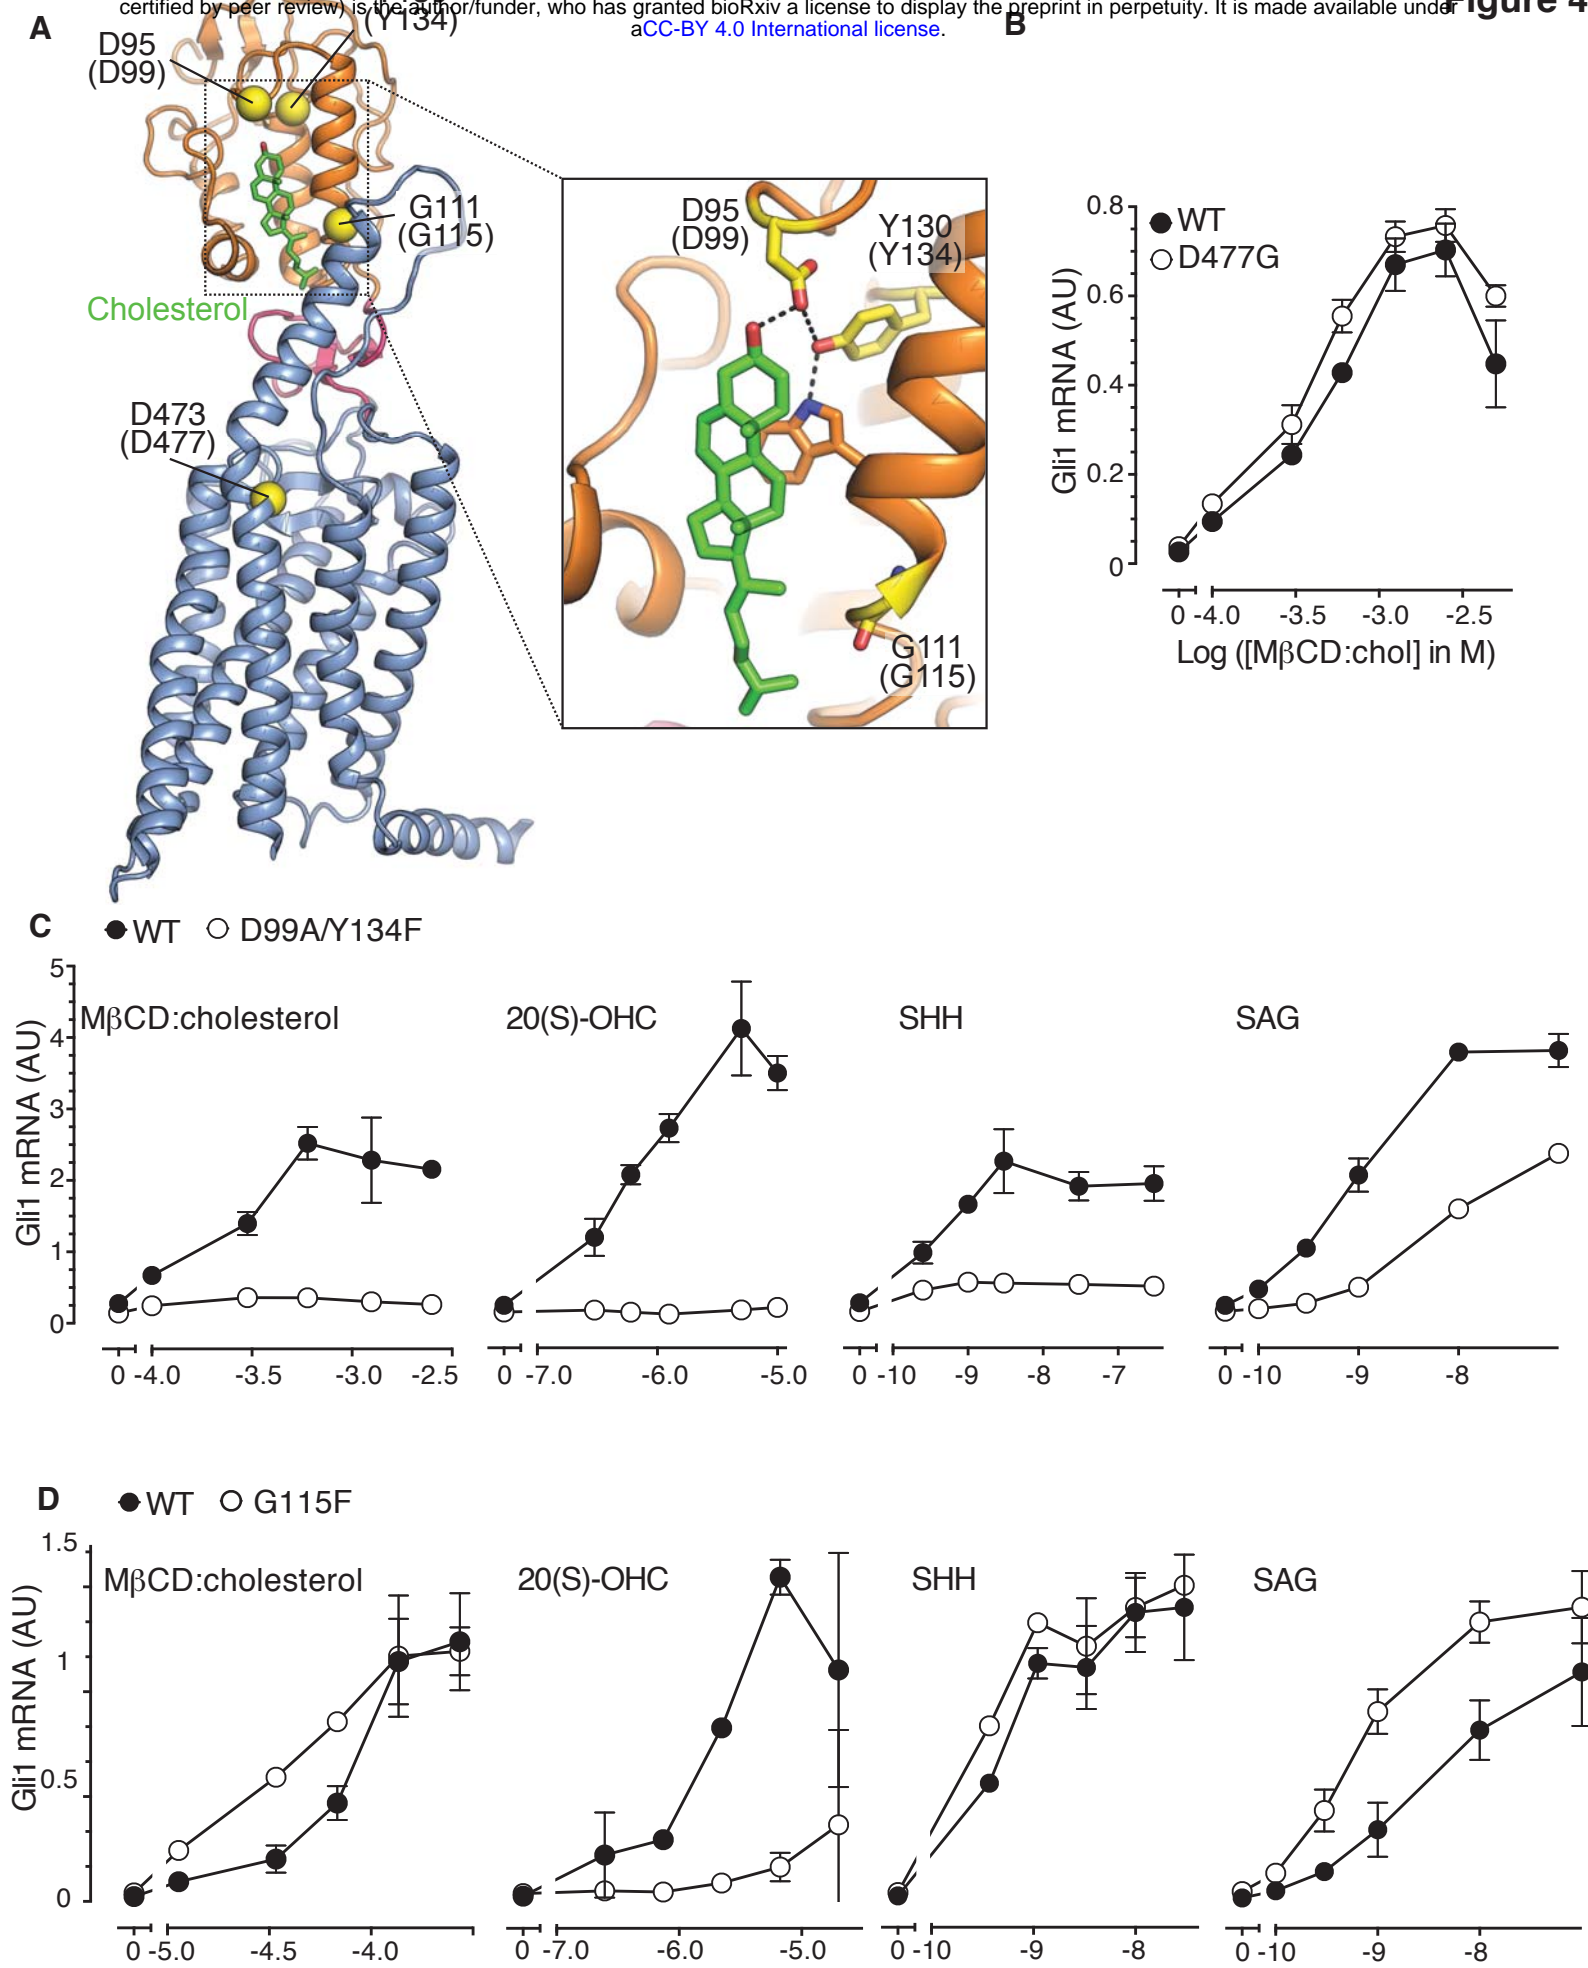 certified by peer review) is the author/funder, who has granted bioRxiv a license to display the preprint in perpetuity. It is made available under
aCC-BY 4.0 International license.
Figure 4
A
D95
(D99)
(Y134)
G111
(G115)
Cholesterol
D473
(D477)
D95
(D99)
Y130
(Y134)
G111
(G115)
B
WT
D477G
Gli1 mRNA (AU)
0.8
0.6
0.4
0.2
0
0 -4.0 -3.5 -3.0 -2.5
Log ([MβCD:chol] in M)
C
WT D99A/Y134F
Gli1 mRNA (AU)
5
4
3
2
1
0
MβCD:cholesterol
0 -4.0 -3.5 -3.0 -2.5
20(S)-OHC
0 -7.0 -6.0 -5.0
SHH
0 -10 -9 -8 -7
SAG
0 -10 -9 -8
D
WT G115F
Gli1 mRNA (AU)
1.5
1
0.5
0
MβCD:cholesterol
0 -5.0 -4.5 -4.0
20(S)-OHC
0 -7.0 -6.0 -5.0
SHH
0 -10 -9 -8
SAG
0 -10 -9 -8